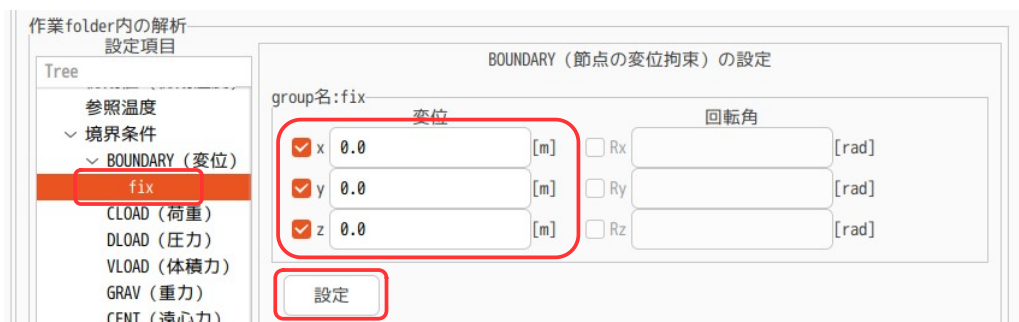 作業folder内の解析
設定項目
Tree
参照温度
境界条件
BOUNDARY (変位)
fix
CLOAD (荷重)
DLOAD (圧力)
VLOAD (体積力)
GRAV (重力)
CENT (遠心力)
BOUNDARY (節点の変位拘束) の設定
group名:fix
変位 回転角
x 0.0 [m] Rx [rad]
y 0.0 [m] Ry [rad]
z 0.0 [m] Rz [rad]
設定